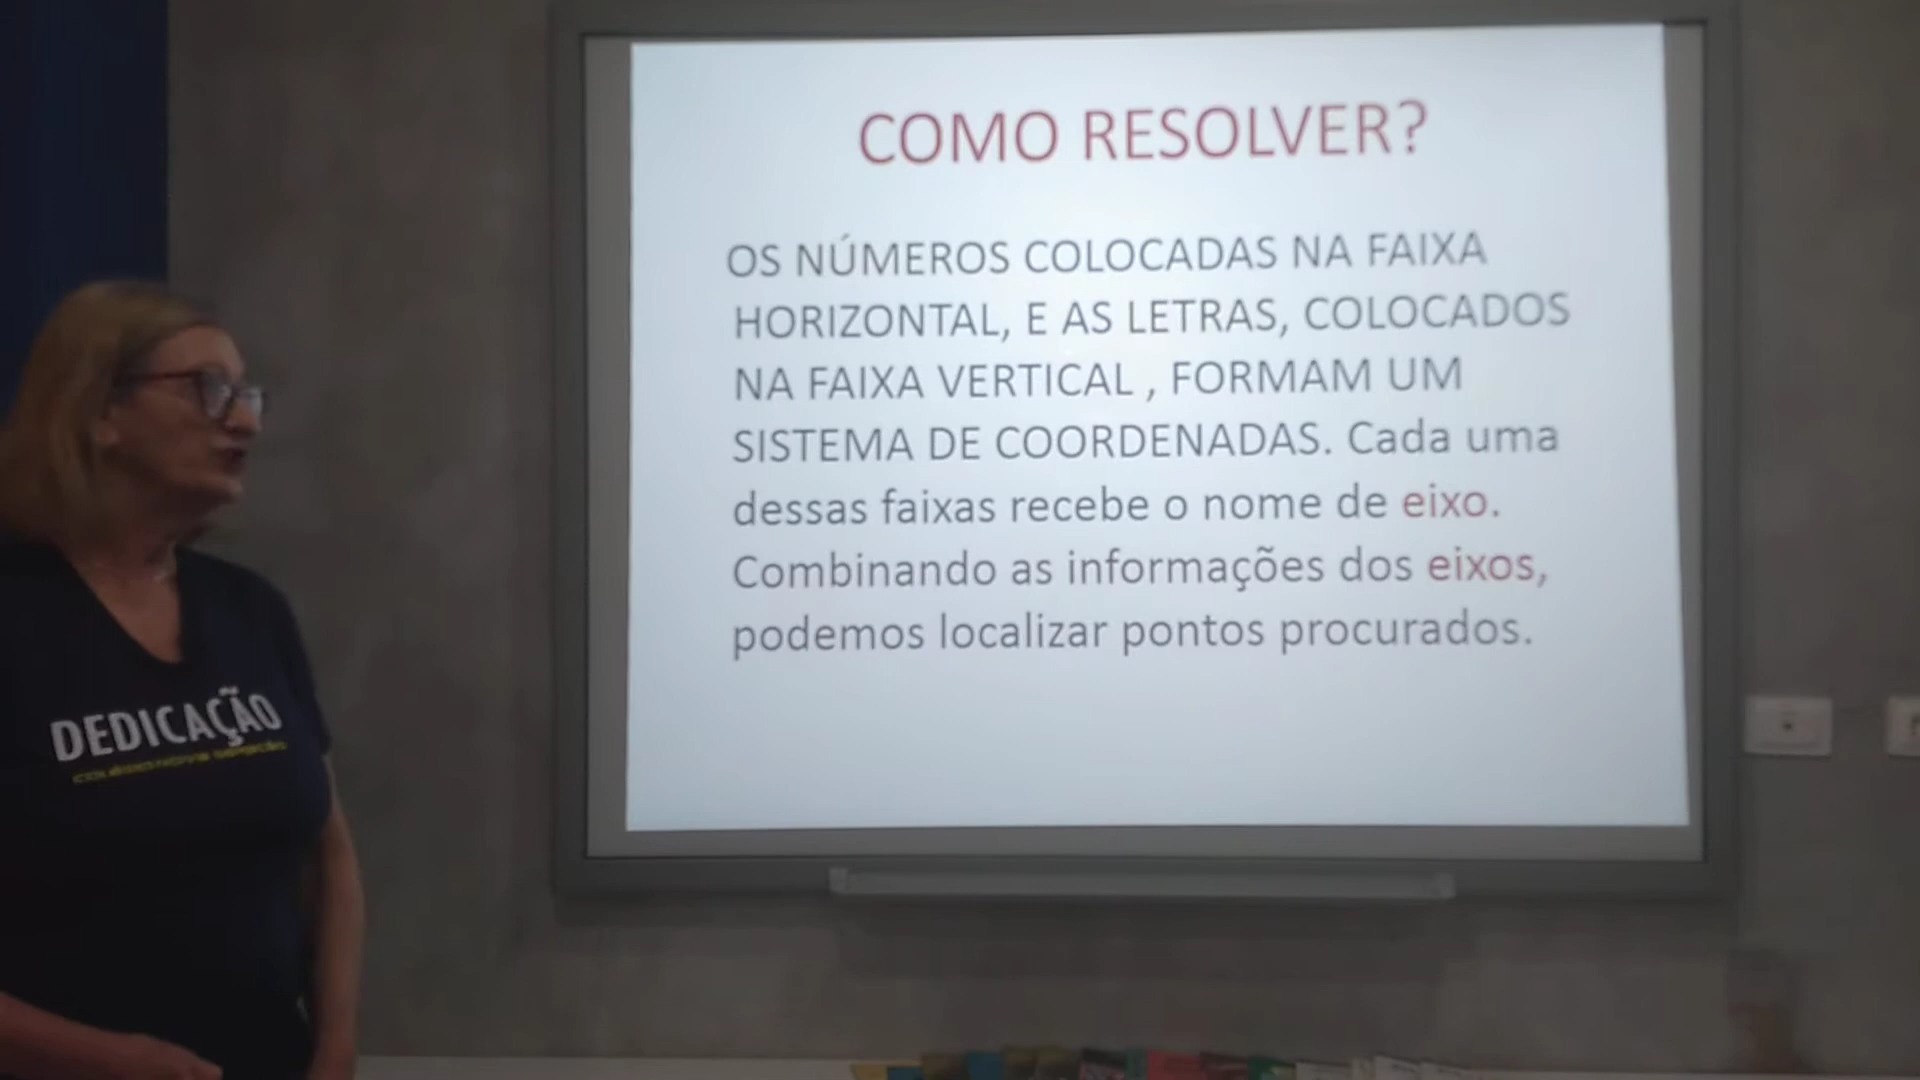 COMO RESOLVER?
OS NÚMEROS COLOCADAS NA FAIXA
HORIZONTAL, E AS LETRAS, COLOCADOS
NA FAIXA VERTICAL , FORMAM UM
SISTEMA DE COORDENADAS. Cada uma
dessas faixas recebe o nome de eixo.
Combinando as informações dos eixos,
podemos localizar pontos procurados.
DEDICAÇÃO